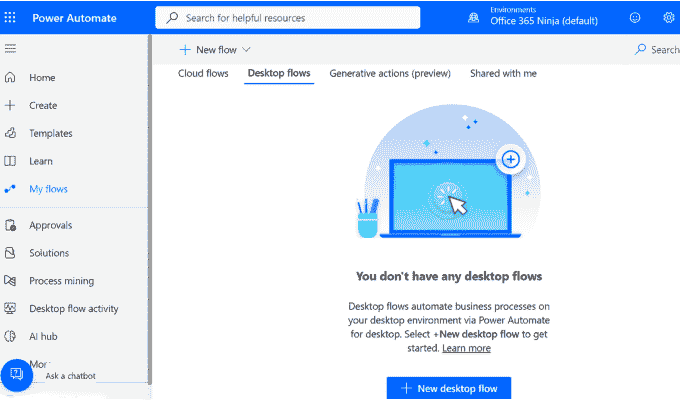 Power Automate
Search for helpful resources
Environments
Office 365 Ninja (default)
New flow
Search
Cloud flows
Desktop flows
Generative actions (preview)
Shared with me
Home
Create
Templates
Learn
My flows
Approvals
Solutions
Process mining
Desktop flow activity
AI hub
Mor
Ask a chatbot
You don't have any desktop flows
Desktop flows automate business processes on
your desktop environment via Power Automate
for desktop. Select +New desktop flow to get
started. Learn more
New desktop flow